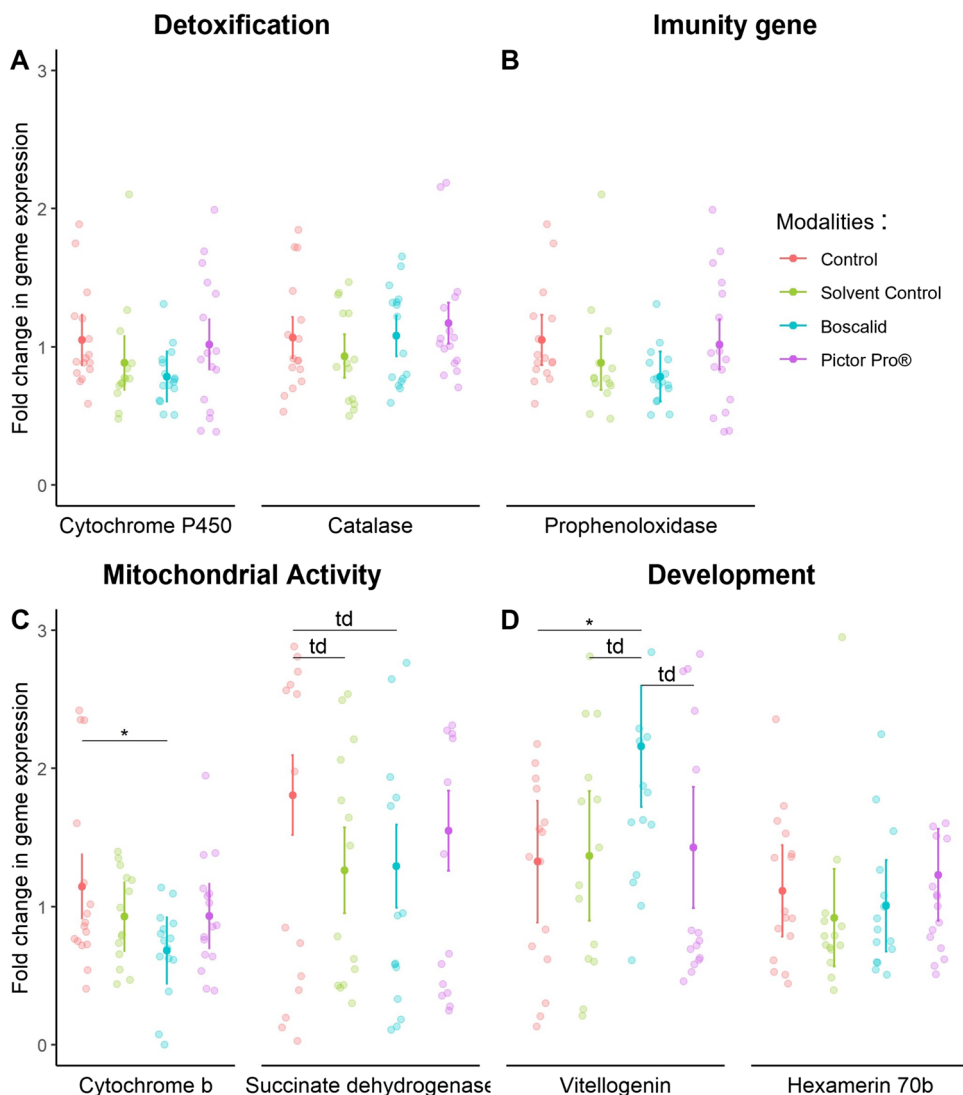 Detoxification
Imunity gene
A
B
Fold change in geme expression
3
2
1
0
Cytochrome P450
Catalase
Prophenoloxidase
Modalities :
Control
Solvent Control
Boscalid
Pictor Pro®
Mitochondrial Activity
Development
C
D
Fold change in geme expression
3
2
1
0
*
td
td
*
td
td
Cytochrome b
Succinate dehydrogenase
Vitellogenin
Hexamerin 70b